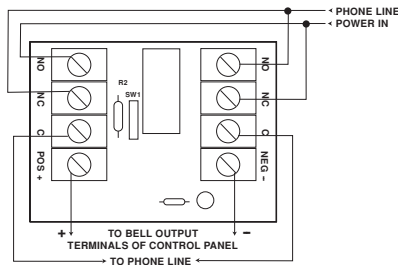 PHONE LINE
POWER IN
NO
NC
C
POS +
R2
SW1
NO
NC
C
NEG –
+ TO BELL OUTPUT –
TERMINALS OF CONTROL PANEL
TO PHONE LINE